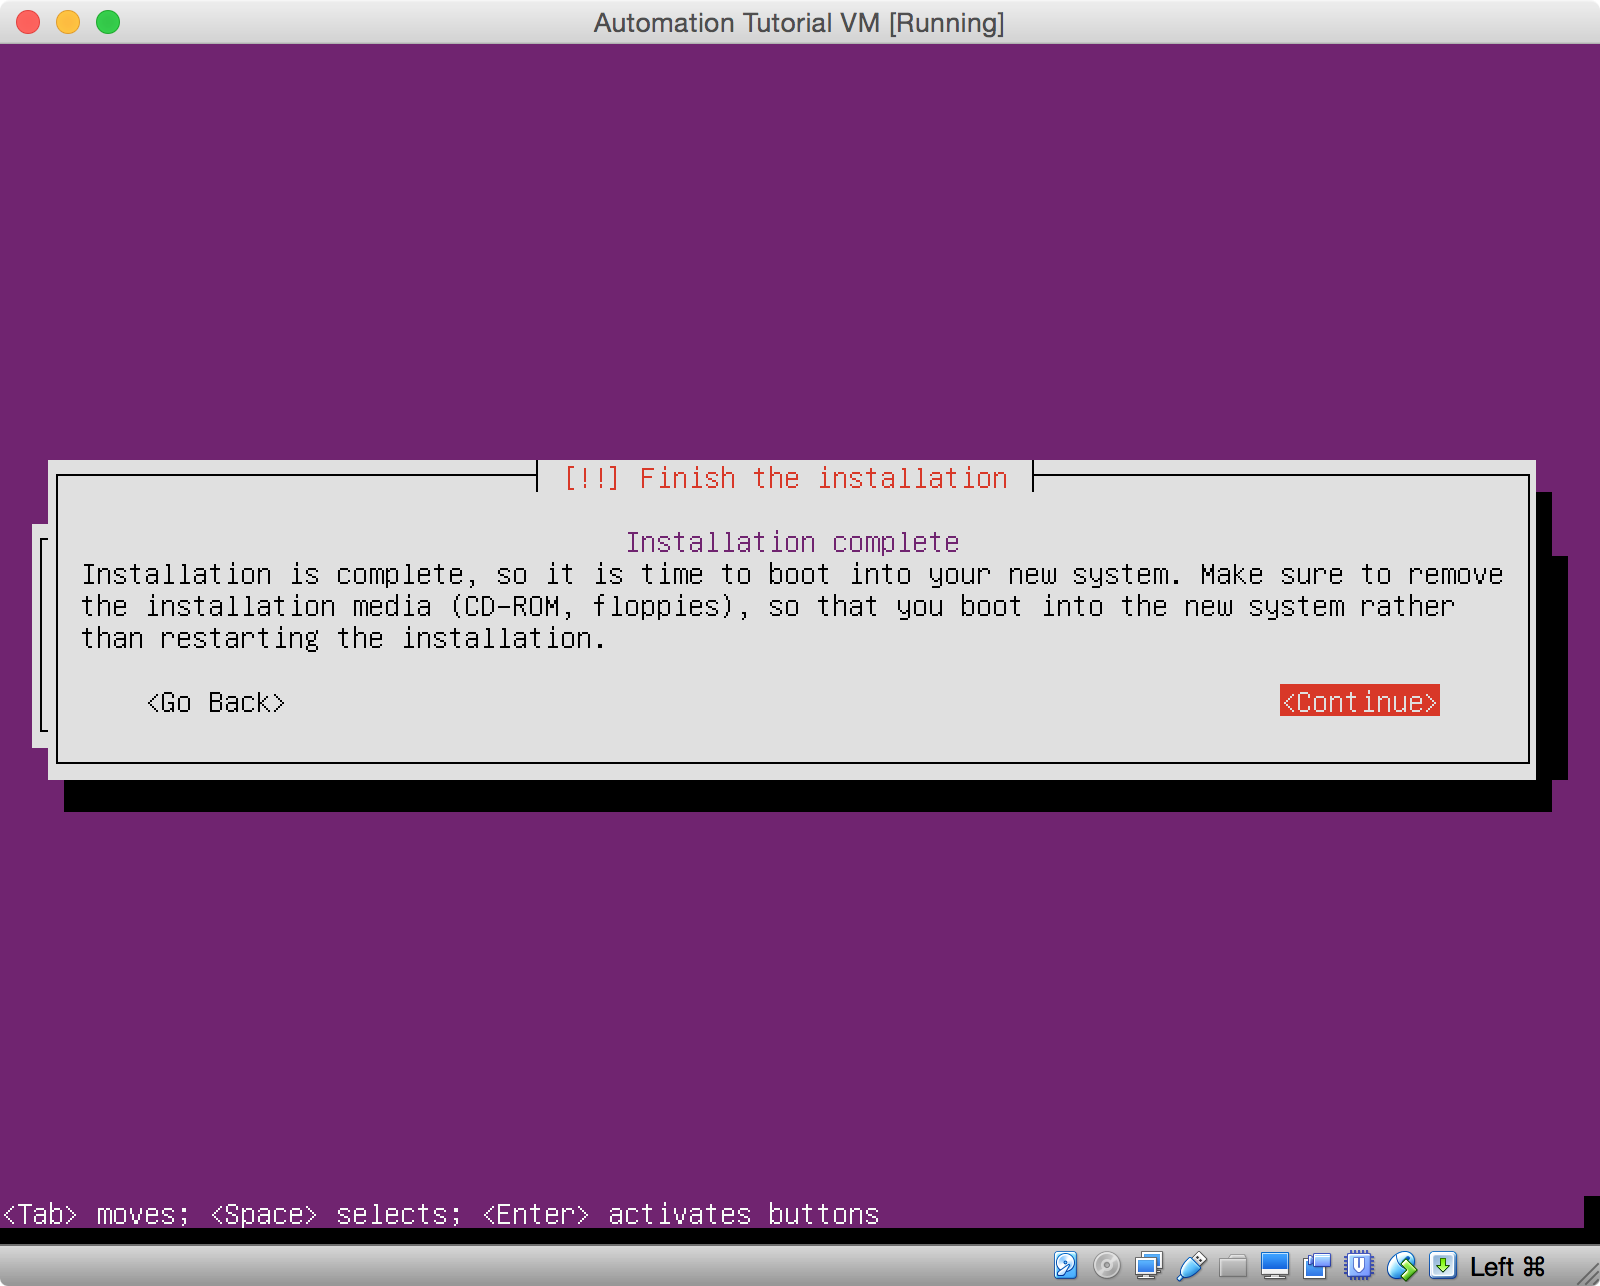 Automation Tutorial VM [Running]
[!!] Finish the installation
Installation complete
Installation is complete, so it is time to boot into your new system. Make sure to remove
the installation media (CD-ROM, floppies), so that you boot into the new system rather
than restarting the installation.
<Go Back> <Continue>
<Tab> moves; <Space> selects; <Enter> activates buttons
Left ⌘